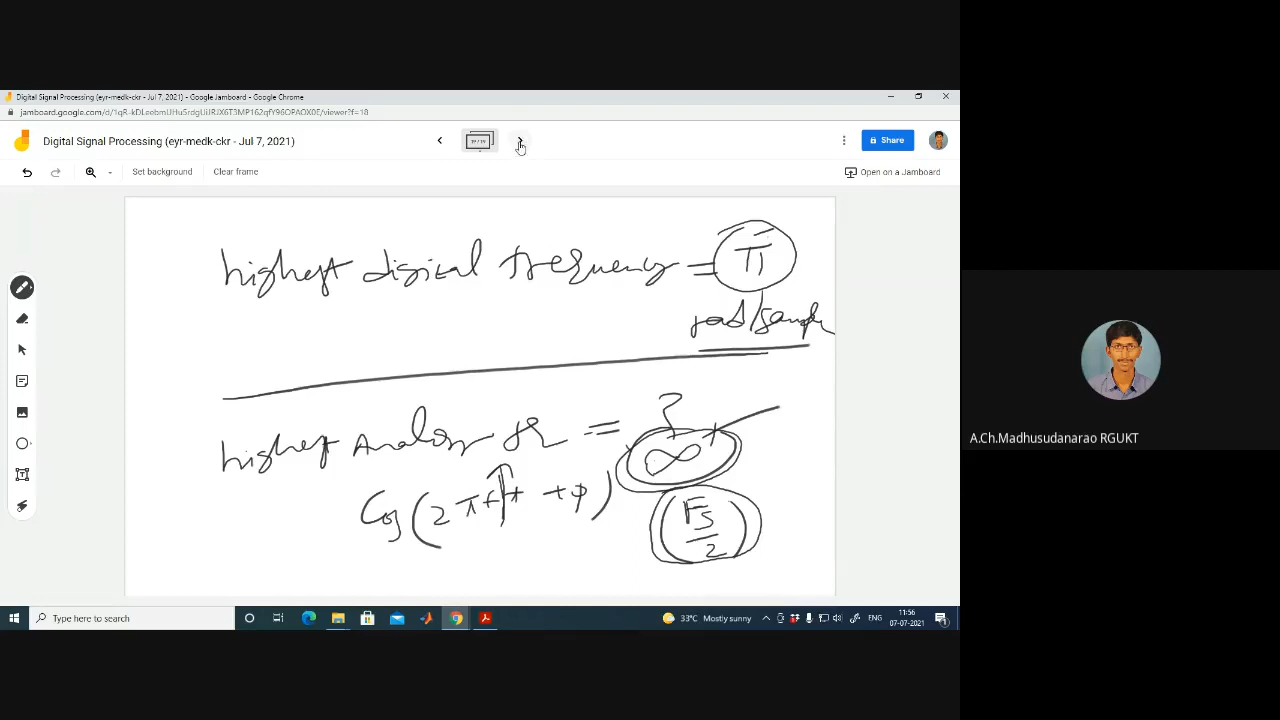 Digital Signal Processing (eyr-medk-ckr - Jul 7, 2021) - Google Jamboard - Google Chrome
Digital Signal Processing (eyr-medk-ckr - Jul 7, 2021)
19 / 19
Share
Set background
Clear frame
Open on a Jamboard
highest digital frequency = π
rad/sample
highest Analog = ?
∞
Cos (2πft + φ)
Fs/2
A.Ch.Madhusudanarao RGUKT
Type here to search
33°C Mostly sunny
ENG
11:56
07-07-2021